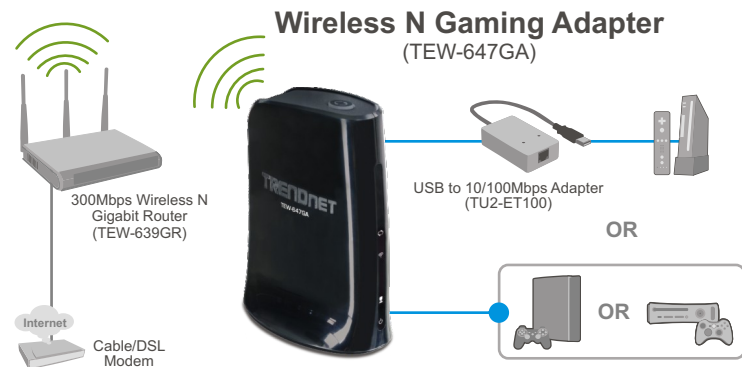 Wireless N Gaming Adapter
(TEW-647GA)
300Mbps Wireless N
Gigabit Router
(TEW-639GR)
Internet
Cable/DSL
Modem
TRENDNET
TEW-647GA
USB to 10/100Mbps Adapter
(TU2-ET100)
OR
OR